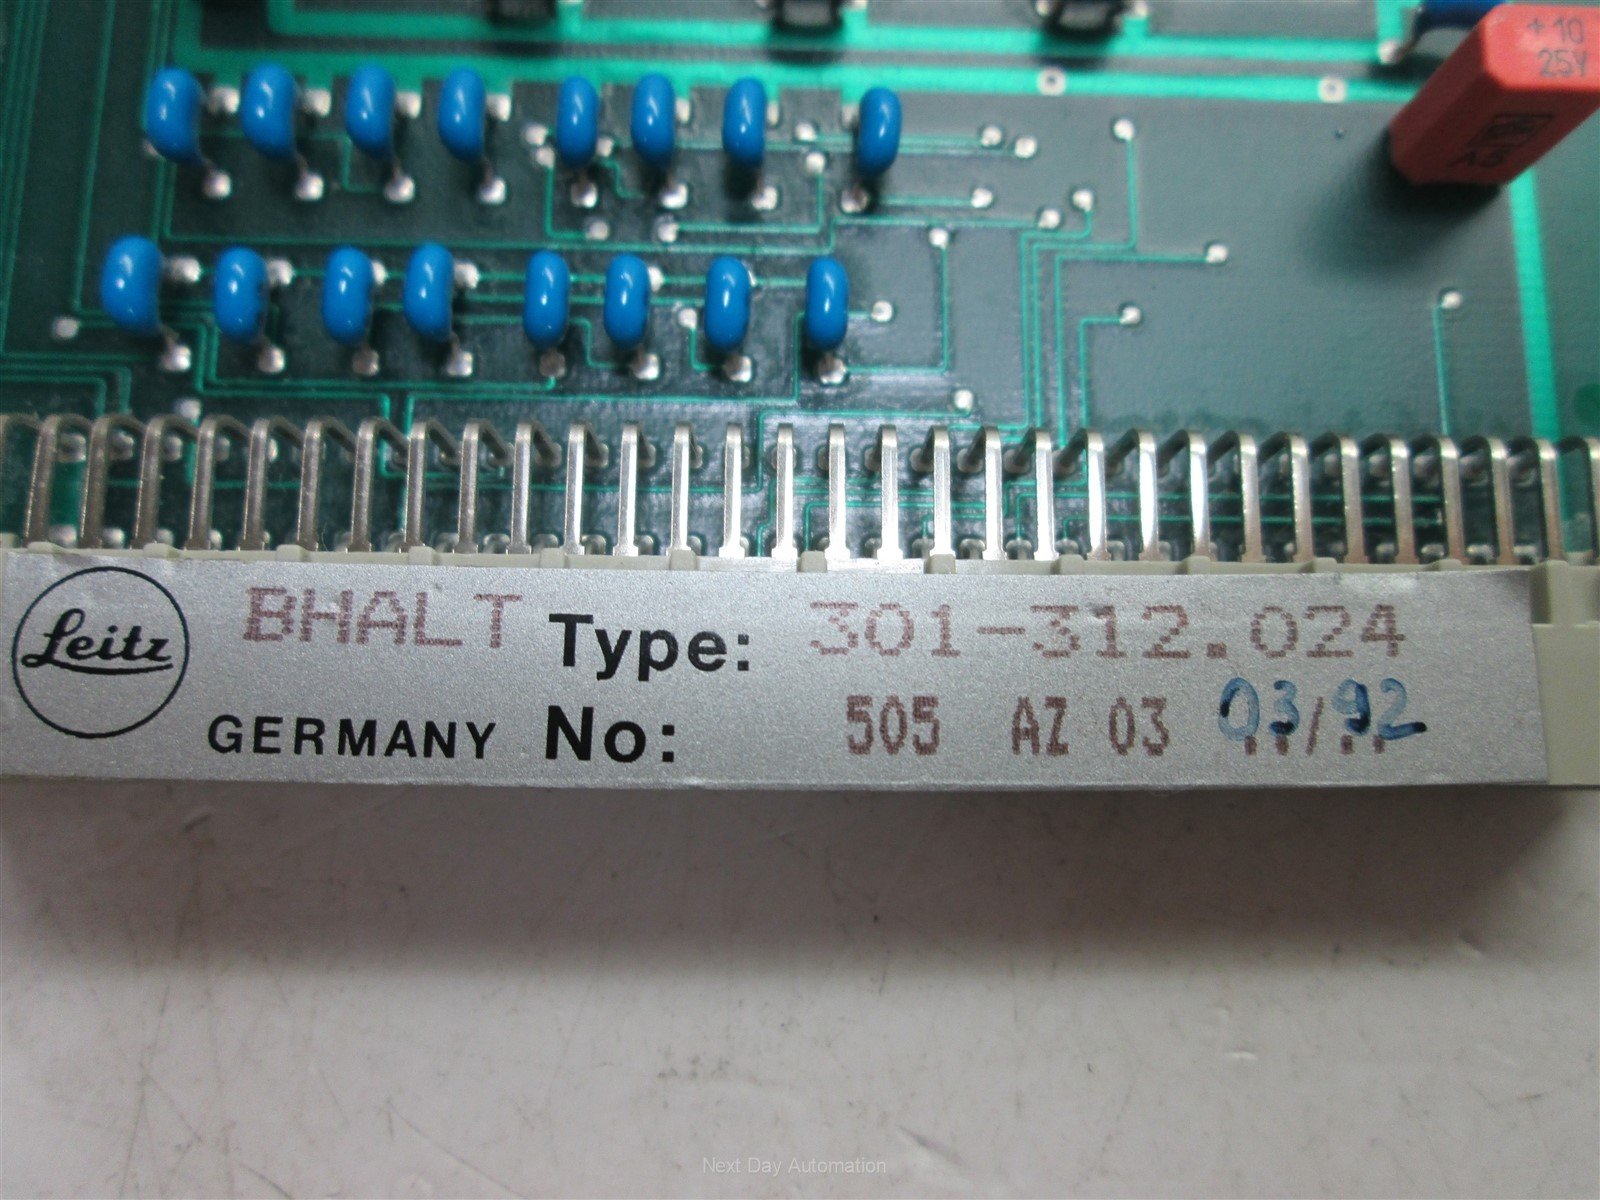 +10
25V
Leitz
BHALT Type: 301-312.024
GERMANY No: 505 AZ 03 03/92
Next Day Automation